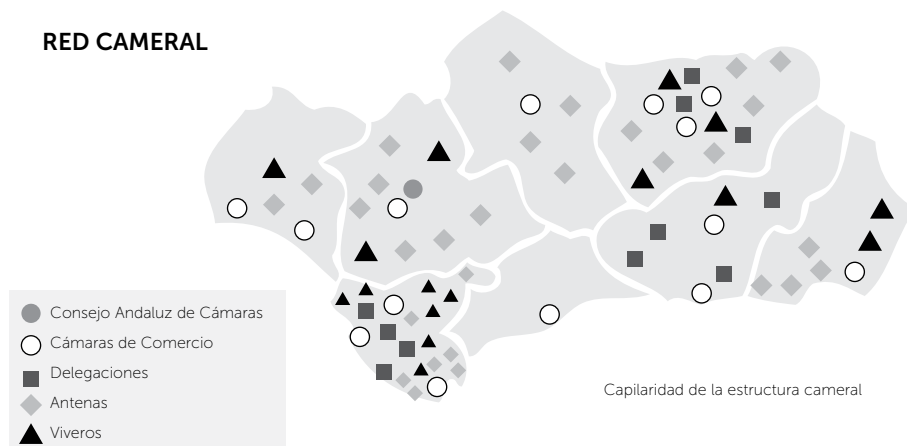 RED CAMERAL
Consejo Andaluz de Cámaras
Cámaras de Comercio
Delegaciones
Antenas
Viveros
Capilaridad de la estructura cameral